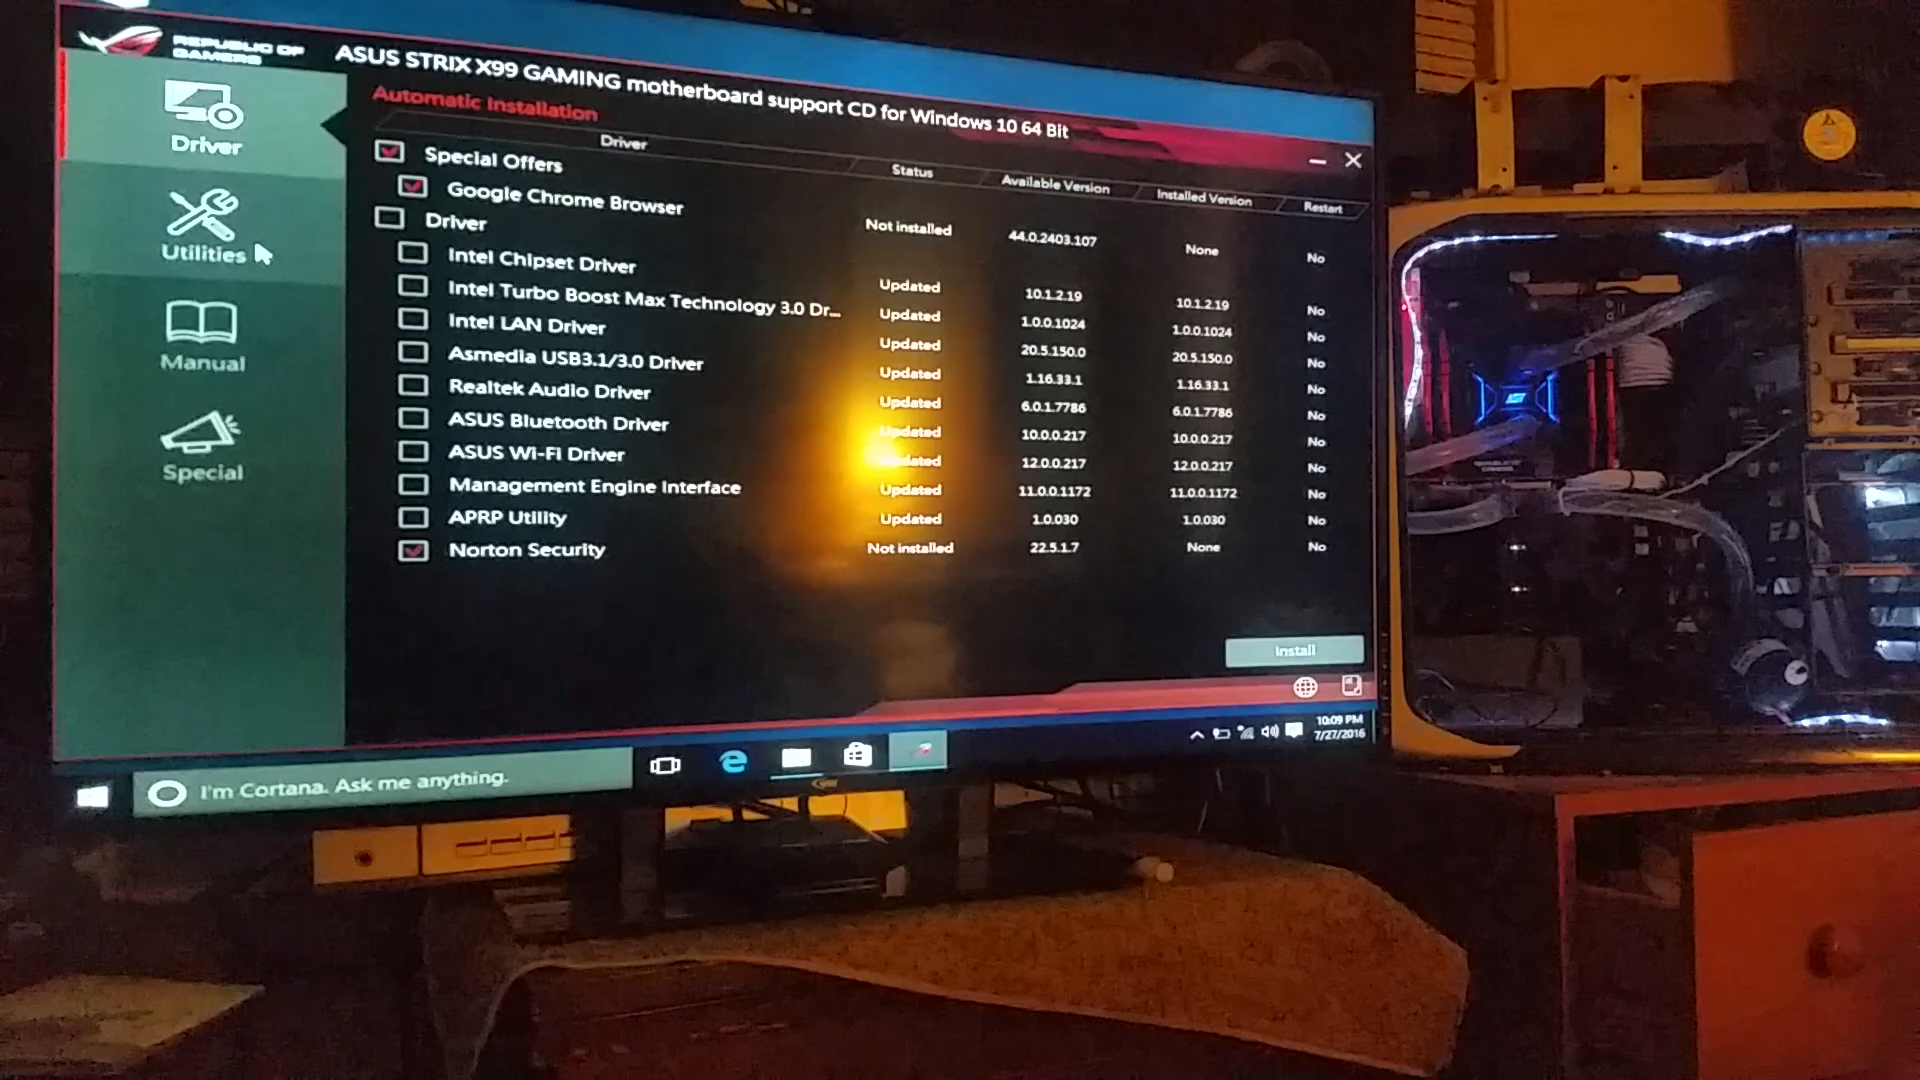 REPUBLIC OF
GAMERS
ASUS STRIX X99 GAMING motherboard support CD for Windows 10 64 Bit
Automatic Installation
Driver Status Available Version Installed Version Restart
Driver
Utilities
Manual
Special
Special Offers
Google Chrome Browser Not installed 44.0.2403.107 None No
Driver
Intel Chipset Driver Updated 10.1.2.19 10.1.2.19 No
Intel Turbo Boost Max Technology 3.0 Dr... Updated 1.0.0.1024 1.0.0.1024 No
Intel LAN Driver Updated 20.5.150.0 20.5.150.0 No
Asmedia USB3.1/3.0 Driver Updated 1.16.33.1 1.16.33.1 No
Realtek Audio Driver Updated 6.0.1.7786 6.0.1.7786 No
ASUS Bluetooth Driver Updated 10.0.0.217 10.0.0.217 No
ASUS Wi-Fi Driver Updated 12.0.0.217 12.0.0.217 No
Management Engine Interface Updated 11.0.0.1172 11.0.0.1172 No
APRP Utility Updated 1.0.030 1.0.030 No
Norton Security Not installed 22.5.1.7 None No
Install
I'm Cortana. Ask me anything.
10:09 PM
7/27/2016